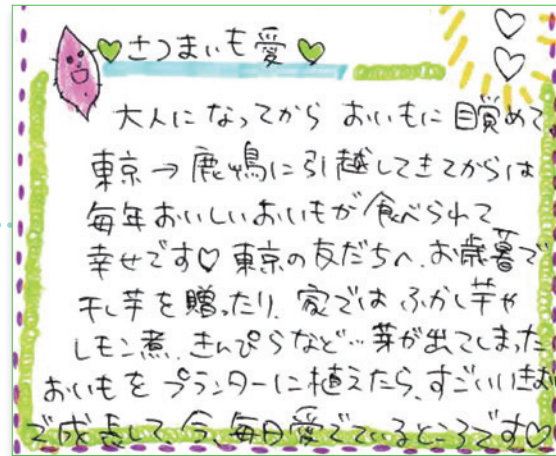 さつまいも愛
大人になってから おいもに目覚めて
東京→鹿嶋に引越してきてからは
毎年おいしいおいもが食べられて
幸せです♡東京の友だちへ、お歳暮で
干し芋を贈ったり、家ではふかし芋や
レモン煮、きんぴらなど…芽が出てしまった
おいもをプランターに植えたら、すごいいきお
で成長して、今、毎日愛でているところです♡